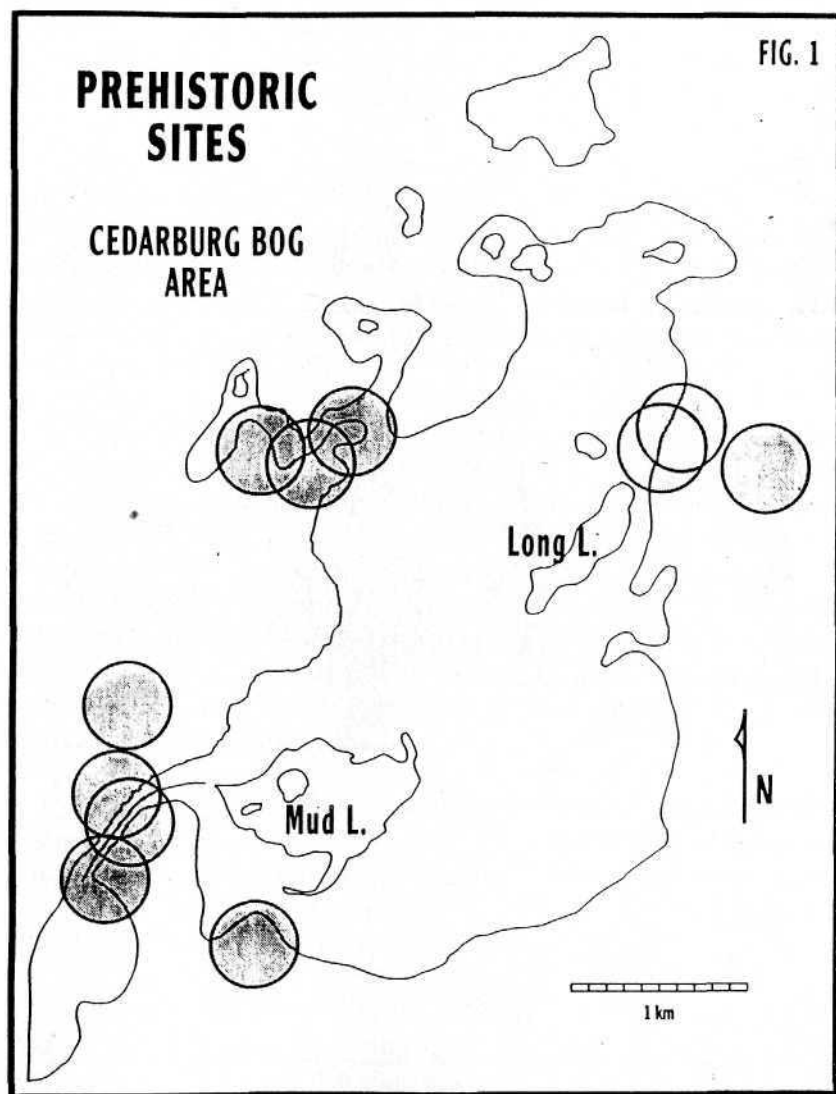 FIG. 1
PREHISTORIC
SITES
CEDARBURG BOG
AREA
Long L.
N
Mud L.
1 km